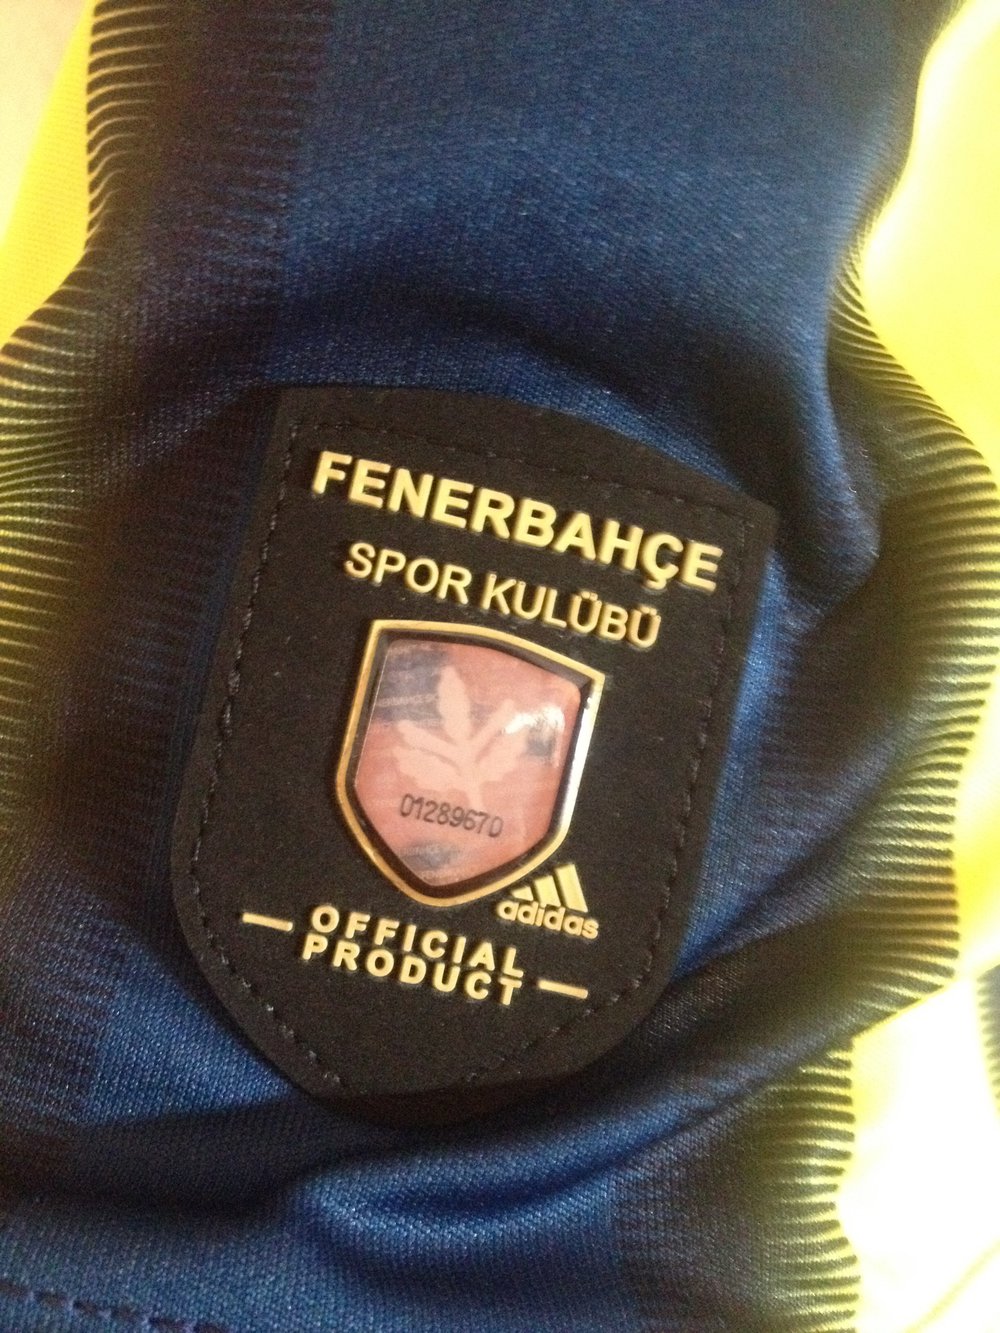 FENERBAHÇE
SPOR KULÜBÜ
01289670
adidas
OFFICIAL
PRODUCT